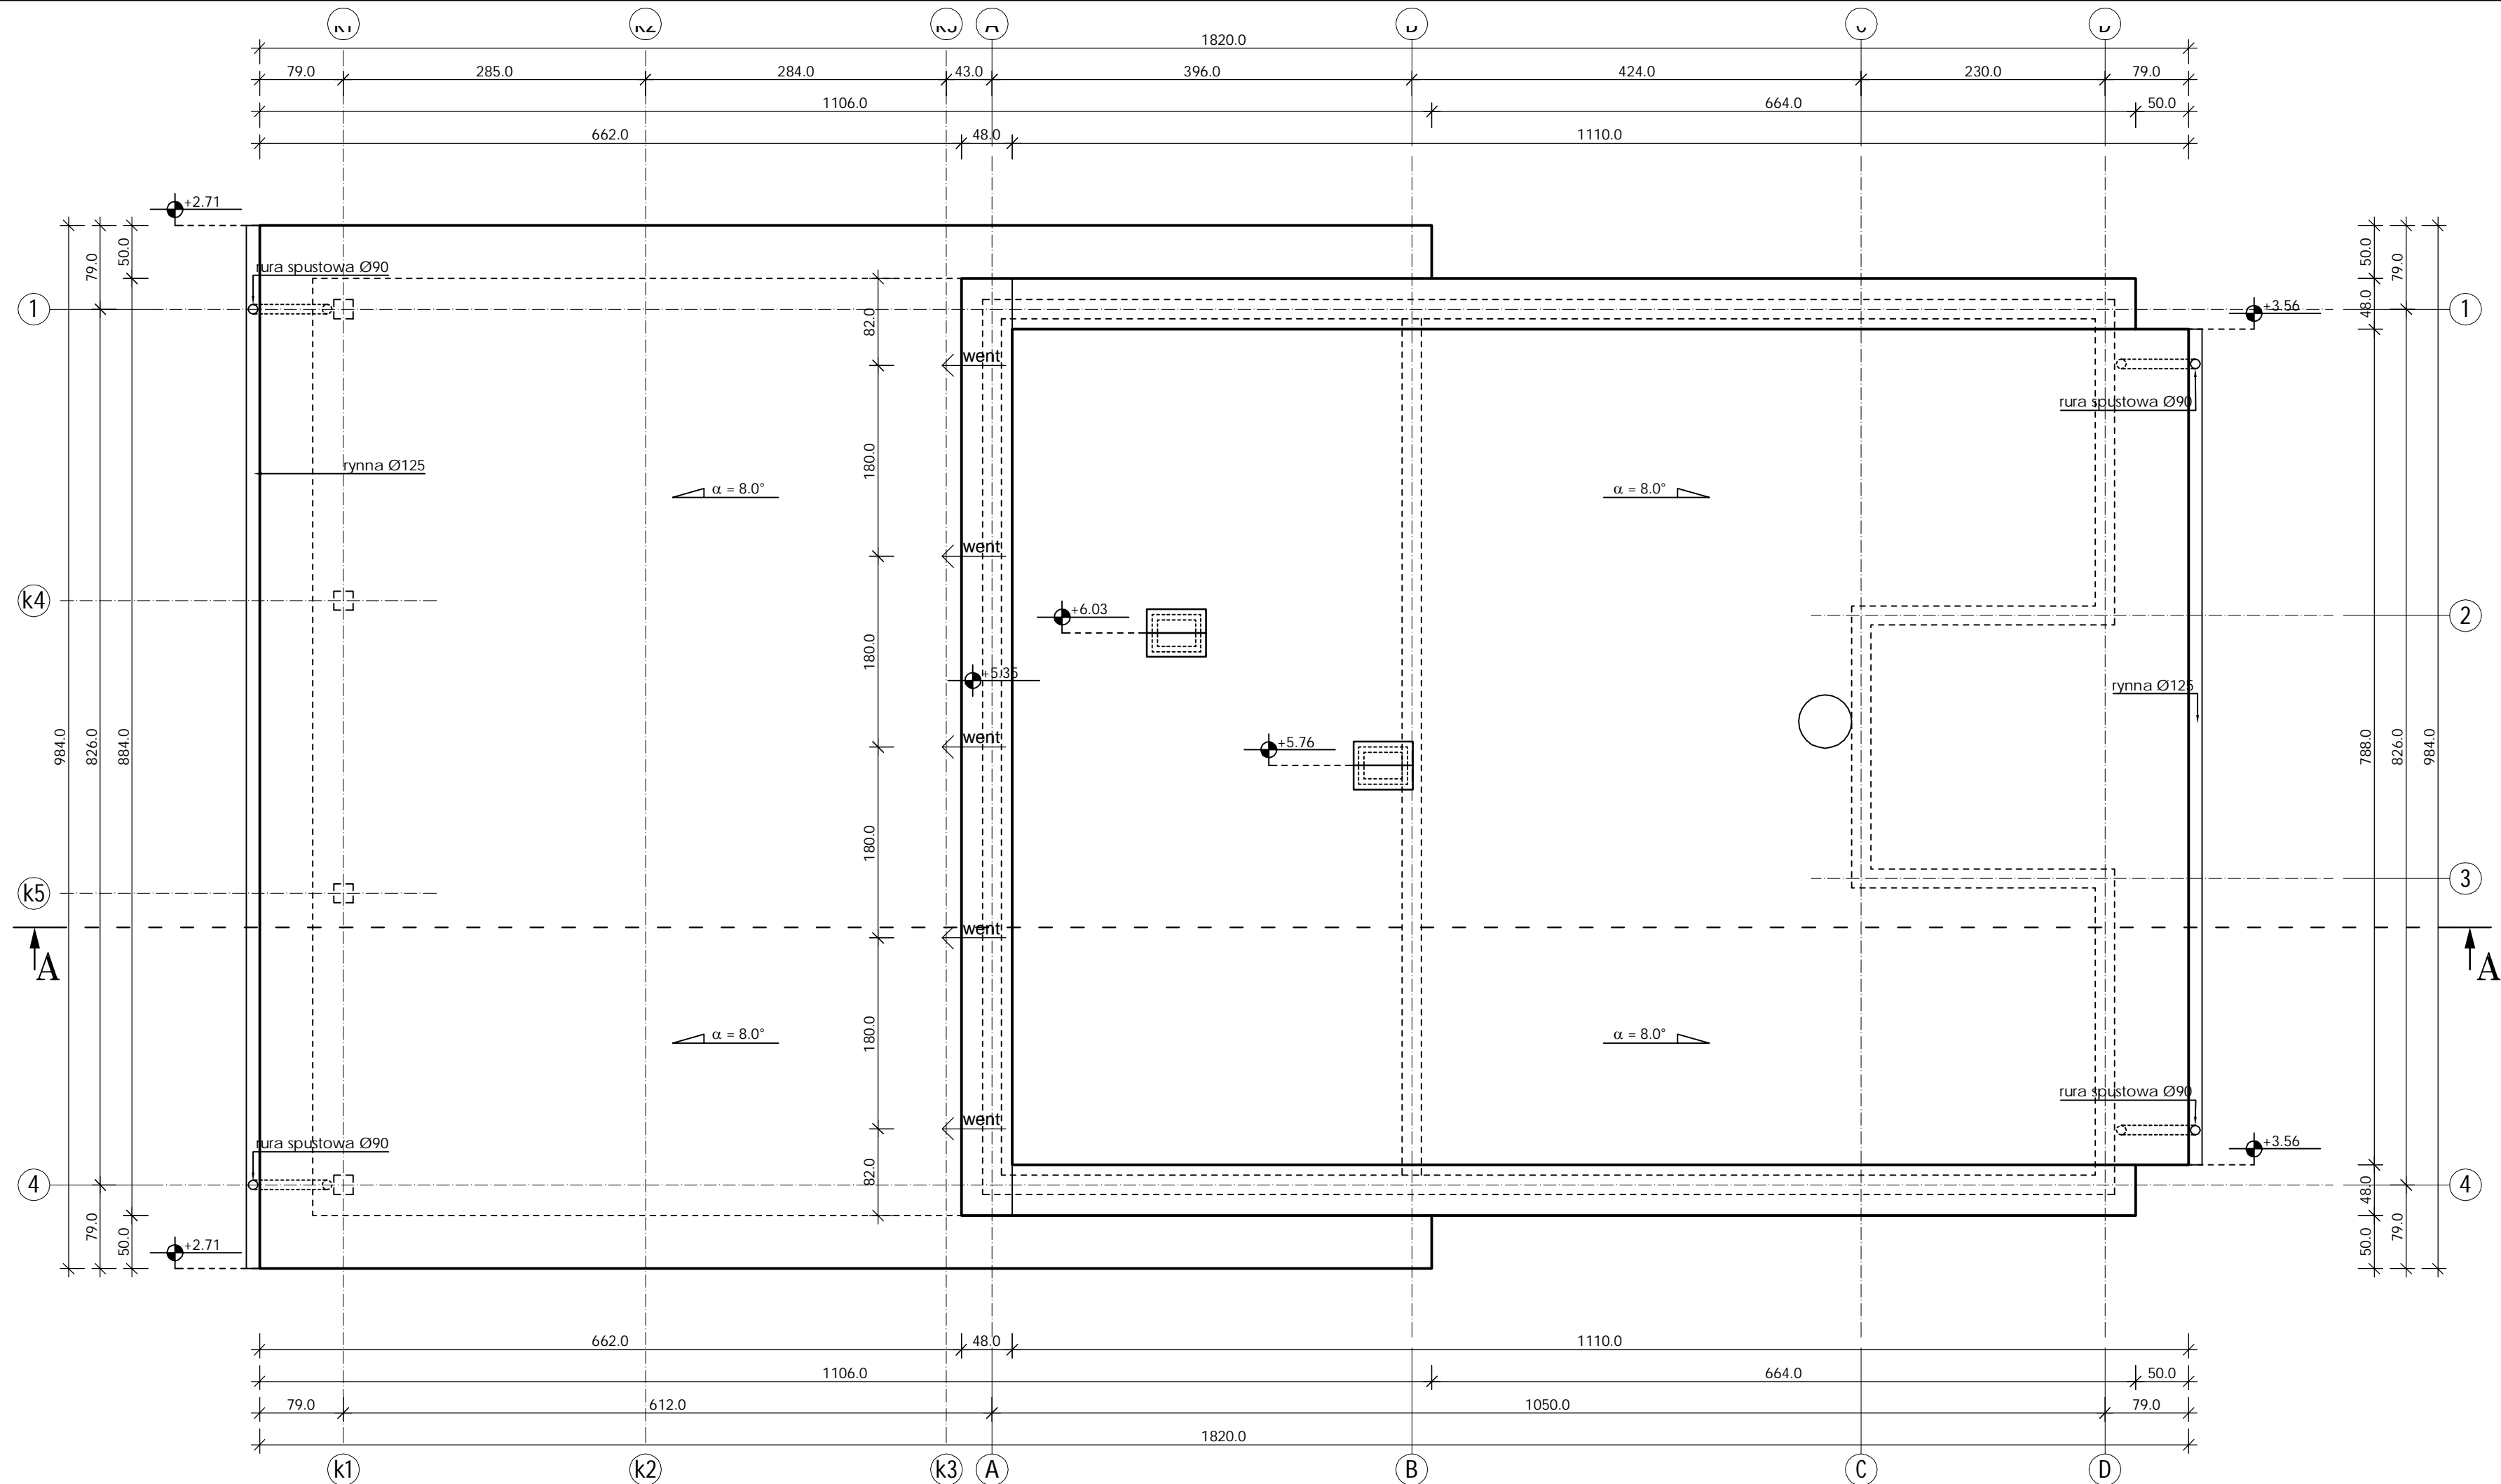 1820.0
79.0 285.0 284.0 43.0 396.0 424.0 230.0 79.0
1106.0 664.0 50.0
662.0 48.0 1110.0
+2.71
79.0 50.0
50.0 79.0
rura spustowa Ø90
1
48.0
+3.56
1
82.0
went
rura spustowa Ø90
rynna Ø125
180.0
α = 8.0°
α = 8.0°
went
k4
+6.03
2
180.0
+5.35
rynna Ø125
984.0 826.0 884.0
went
+5.76
788.0 826.0 984.0
180.0
k5
3
went
A
A
180.0
α = 8.0°
α = 8.0°
went
rura spustowa Ø90
rura spustowa Ø90
+3.56
82.0
4
48.0
4
79.0 50.0
+2.71
50.0 79.0
662.0 48.0 1110.0
1106.0 664.0 50.0
79.0 612.0 1050.0 79.0
1820.0
k1 k2 k3 A B C D